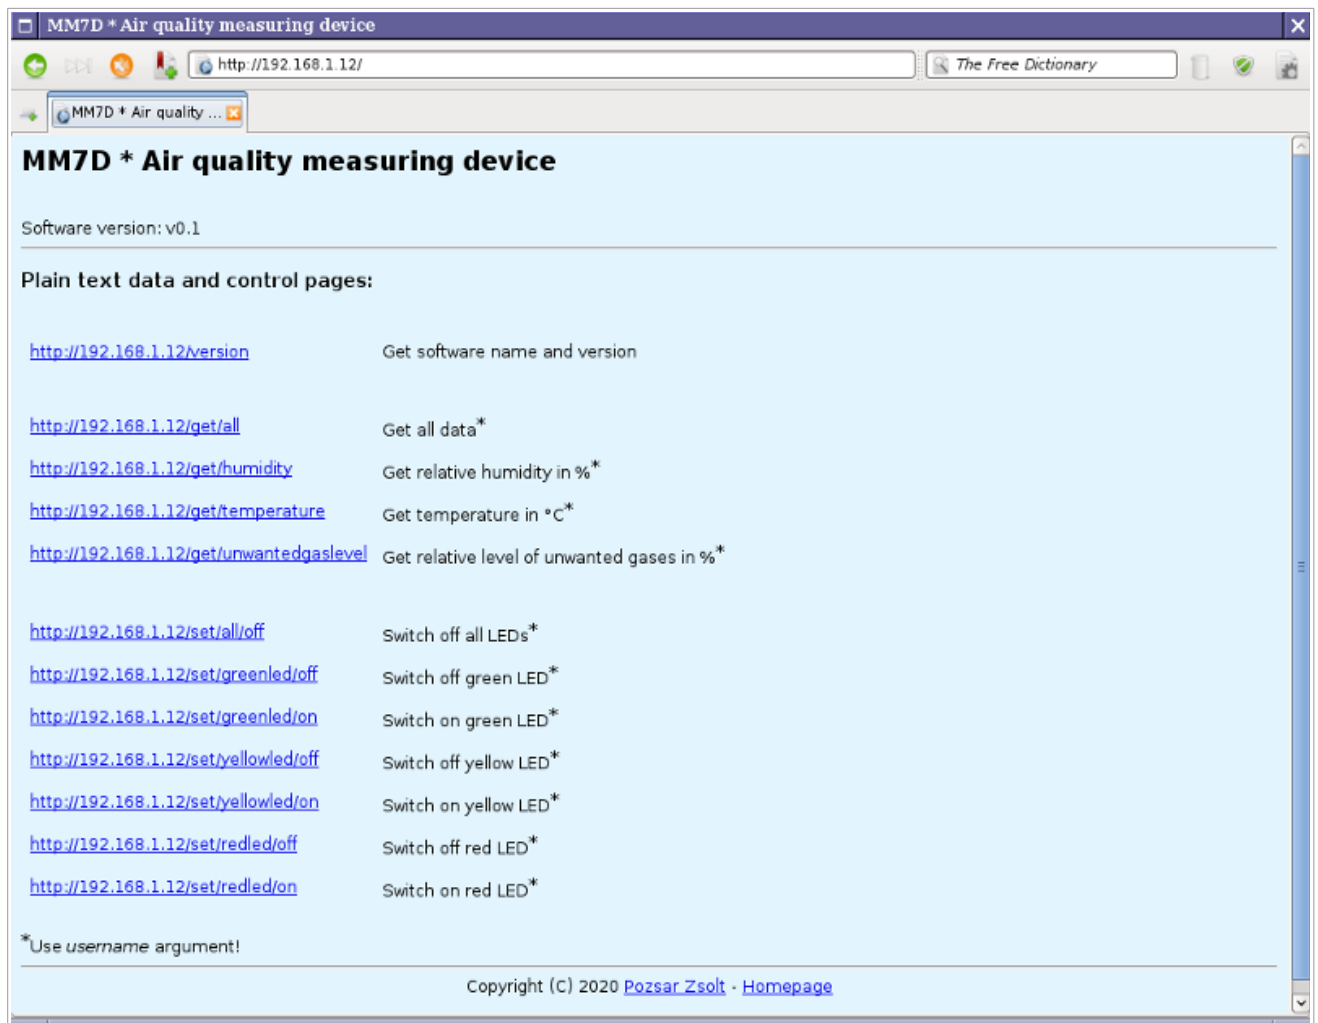 MM7D * Air quality measuring device
http://192.168.1.12/
The Free Dictionary
MM7D * Air quality ...
MM7D * Air quality measuring device
Software version: v0.1
Plain text data and control pages:
http://192.168.1.12/version Get software name and version
http://192.168.1.12/get/all Get all data*
http://192.168.1.12/get/humidity Get relative humidity in %*
http://192.168.1.12/get/temperature Get temperature in °C*
http://192.168.1.12/get/unwantedgaslevel Get relative level of unwanted gases in %*
http://192.168.1.12/set/all/off Switch off all LEDs*
http://192.168.1.12/set/greenled/off Switch off green LED*
http://192.168.1.12/set/greenled/on Switch on green LED*
http://192.168.1.12/set/yellowled/off Switch off yellow LED*
http://192.168.1.12/set/yellowled/on Switch on yellow LED*
http://192.168.1.12/set/redled/off Switch off red LED*
http://192.168.1.12/set/redled/on Switch on red LED*
*Use username argument!
Copyright (C) 2020 Pozsar Zsolt - Homepage